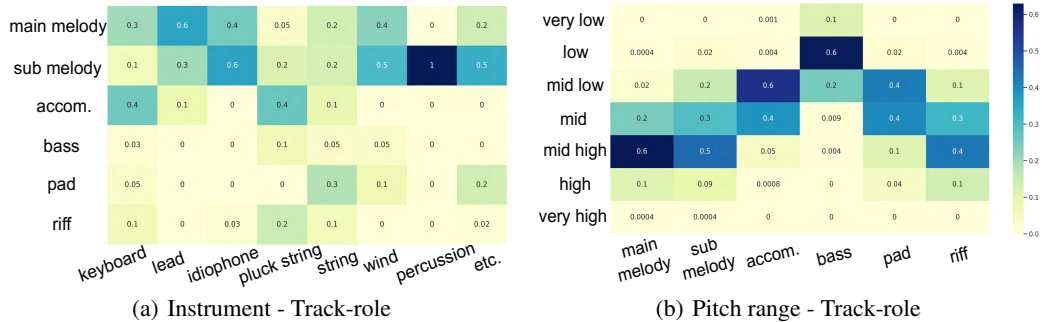 main melody 0.3 0.6 0.4 0.05 0.2 0.4 0 0.2
sub melody 0.1 0.3 0.6 0.2 0.2 0.5 1 0.5
accom. 0.4 0.1 0 0.4 0.1 0 0 0
bass 0.03 0 0 0.1 0.05 0.05 0 0
pad 0.05 0 0 0 0.3 0.1 0 0.2
riff 0.1 0 0.03 0.2 0.1 0 0 0.02
keyboard lead idiophone pluck string string wind percussion etc.
(a) Instrument - Track-role
very low 0 0 0.001 0.1 0 0
low 0.0004 0.02 0.004 0.6 0.02 0.004
mid low 0.02 0.2 0.6 0.2 0.4 0.1
mid 0.2 0.3 0.4 0.009 0.4 0.3
mid high 0.6 0.5 0.05 0.004 0.1 0.4
high 0.1 0.09 0.0008 0 0.04 0.1
very high 0.0004 0.0004 0 0 0 0
main sub accom. bass pad riff
melody melody
0.6
0.5
0.4
0.3
0.2
0.1
0.0
(b) Pitch range - Track-role